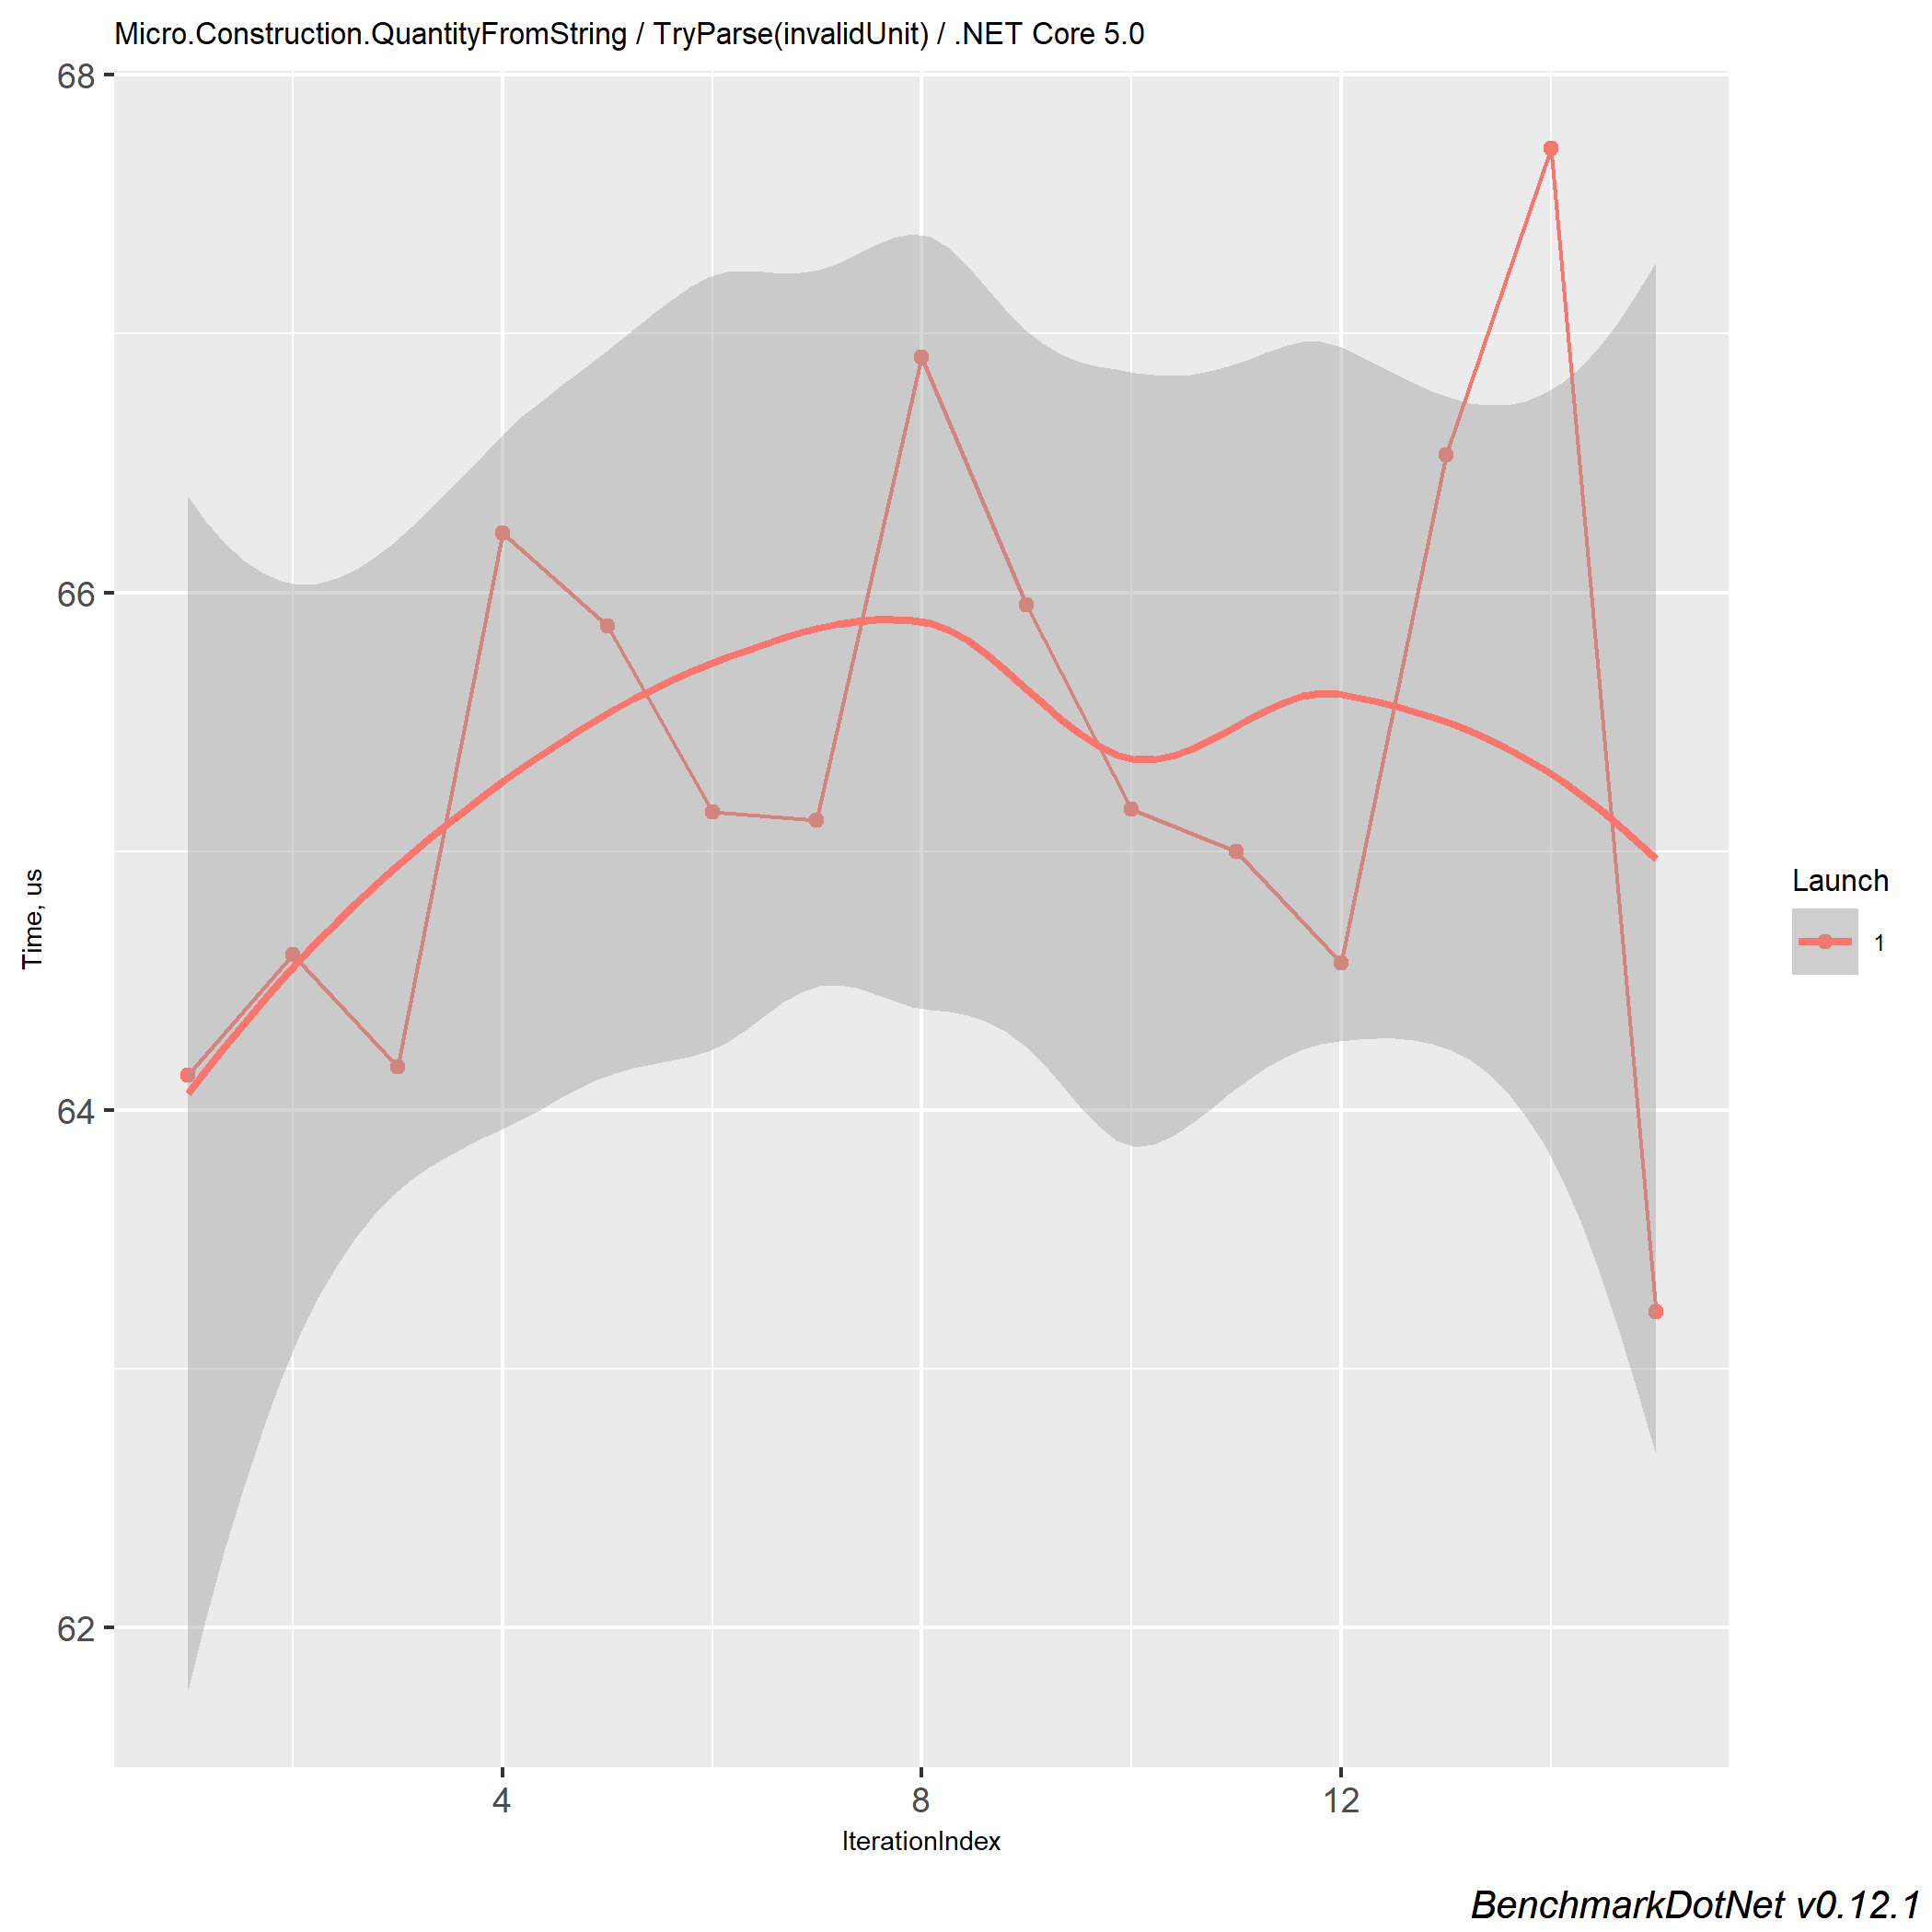 Micro.Construction.QuantityFromString / TryParse(invalidUnit) / .NET Core 5.0
68
66
64
62
Time, us
4
8
12
IterationIndex
Launch
1
BenchmarkDotNet v0.12.1